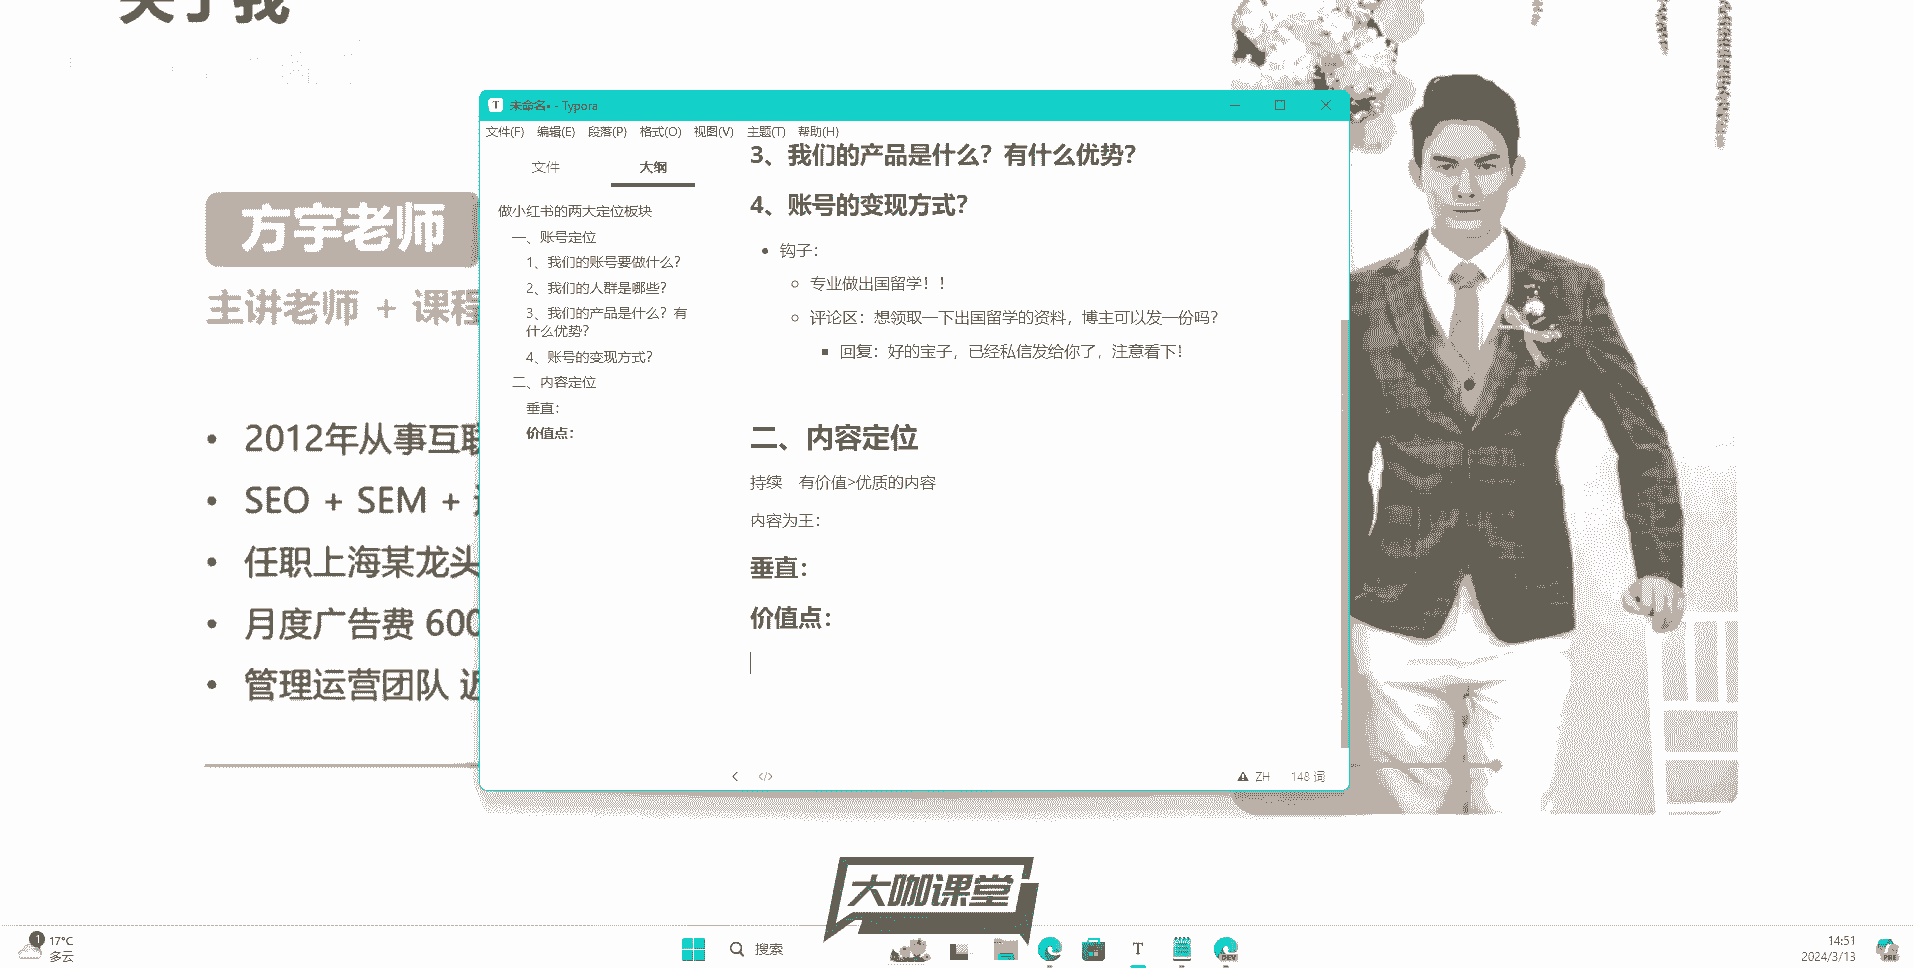 关于我
方宇老师
主讲老师 + 课程
• 2012年从事互联
• SEO + SEM +
• 任职上海某龙头
• 月度广告费 600
• 管理运营团队 近
T 未命名• - Typora
文件(F) 编辑(E) 段落(P) 格式(O) 视图(V) 主题(T) 帮助(H)
文件 大纲
做小红书的两大定位板块
一、账号定位
1、我们的账号要做什么?
2、我们的人群是哪些?
3、我们的产品是什么? 有
什么优势?
4、账号的变现方式?
二、内容定位
垂直:
价值点:
3、我们的产品是什么? 有什么优势?
4、账号的变现方式?
• 钩子:
专业做出国留学! !
评论区: 想领取一下出国留学的资料, 博主可以发一份吗?
回复: 好的宝子, 已经私信发给你了, 注意看下!
二、内容定位
持续 有价值>优质的内容
内容为王:
垂直:
价值点:
ZH 148 词
大咖课堂
1 17°C
多云
搜索
T
DEV
14:51
2024/3/13
PRE